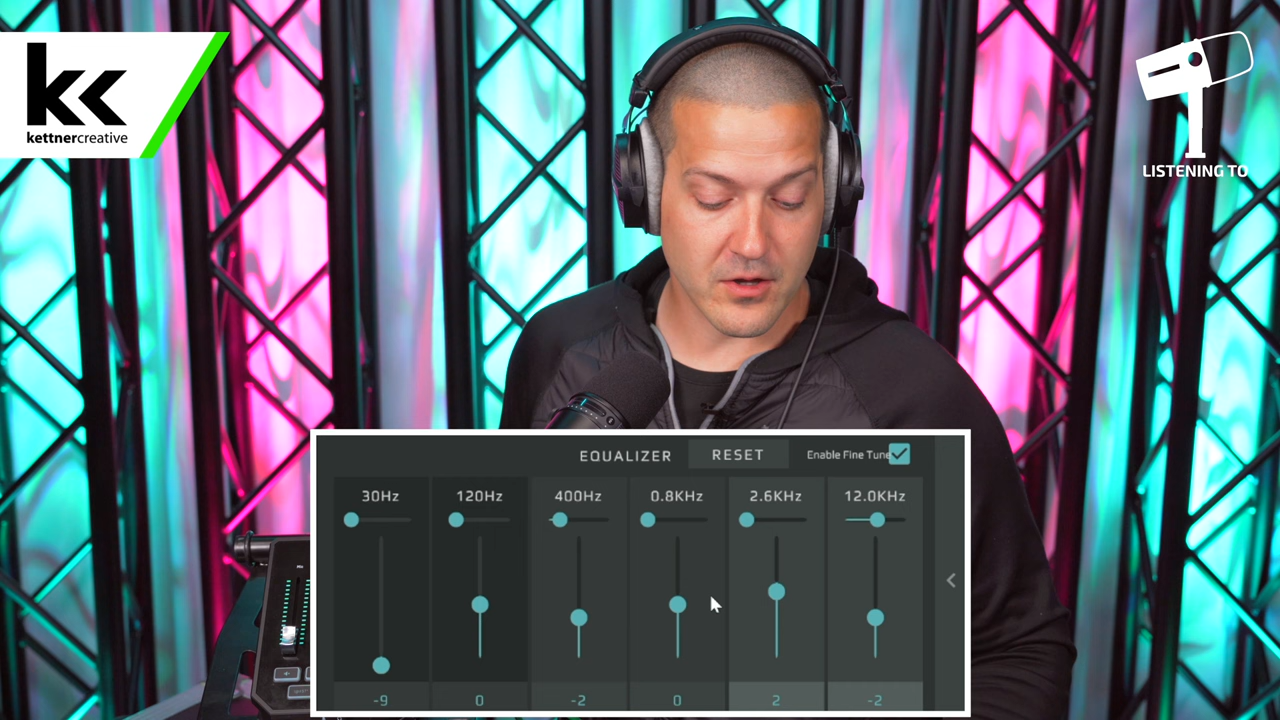 kettnercreative
LISTENING TO
EQUALIZER RESET Enable Fine Tune
30Hz 120Hz 400Hz 0.8KHz 2.6KHz 12.0KHz
-9 0 -2 0 2 -2